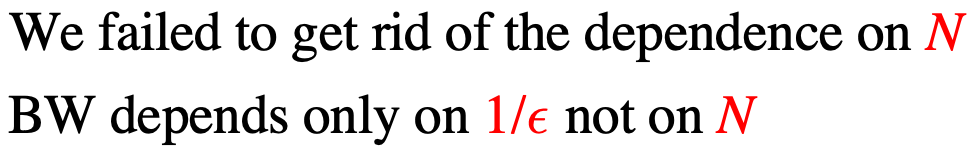 We failed to get rid of the dependence on N
BW depends only on 1/ϵ not on N